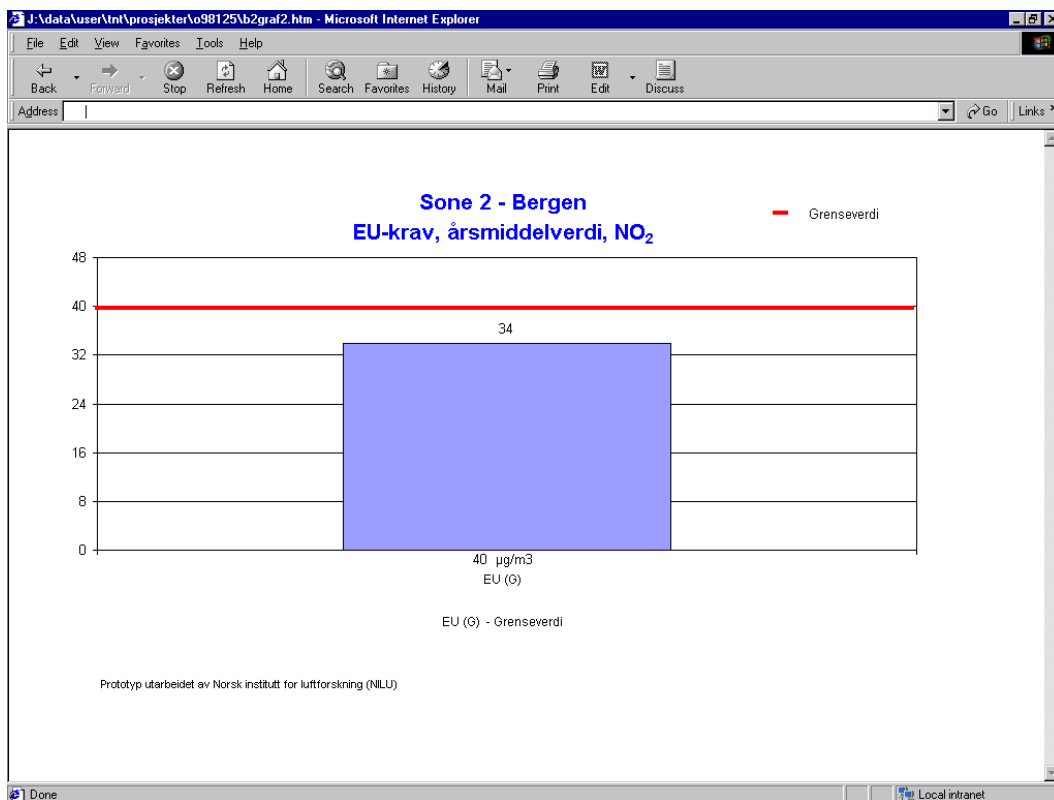 J:\data\user\tnt\prosjekter\o98125\b2graf2.htm - Microsoft Internet Explorer
File Edit View Favorites Tools Help
Back Forward Stop Refresh Home Search Favorites History Mail Print Edit Discuss
Address Go Links
Sone 2 - Bergen
EU-krav, årsmiddelverdi, NO₂
Grenseverdi
48
40
34
32
24
16
8
0
40 µg/m3
EU (G)
EU (G) - Grenseverdi
Prototyp utarbeidet av Norsk institutt for luftforskning (NILU)
Done Local intranet